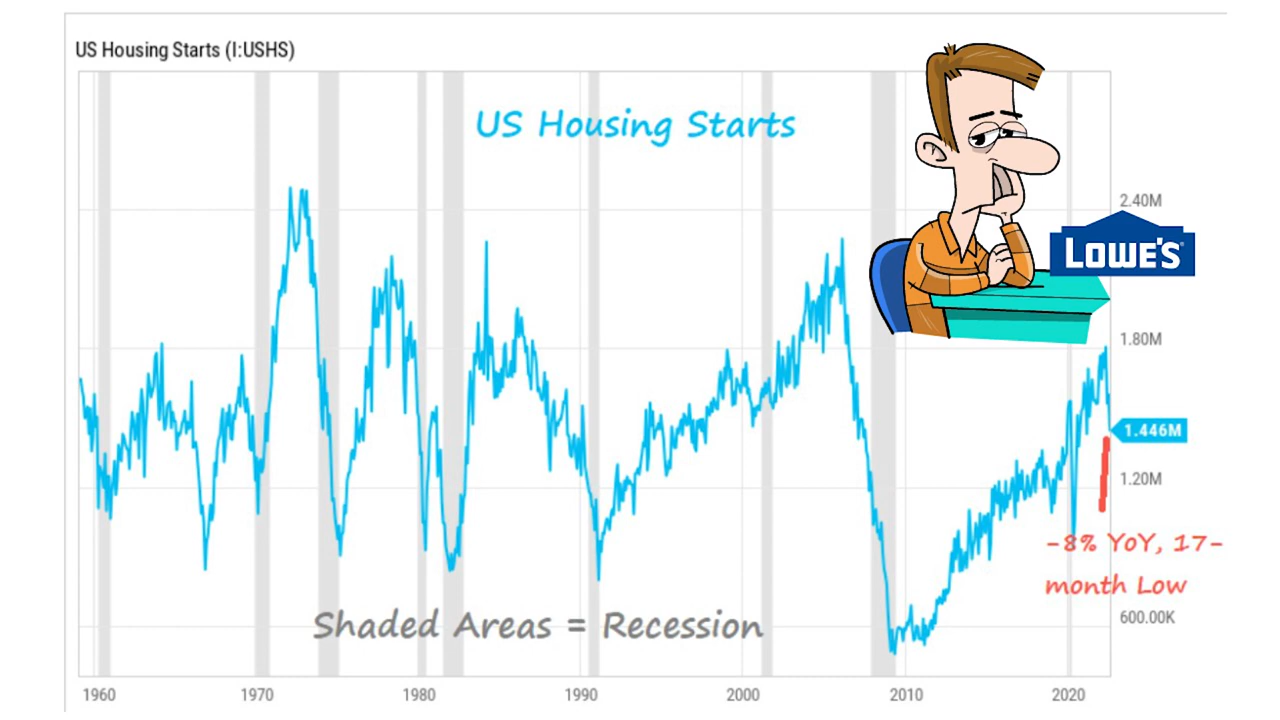 US Housing Starts (I:USHS)
US Housing Starts
2.40M
LOWE'S
1.80M
1.446M
1.20M
-8% YoY, 17-
month Low
600.00K
Shaded Areas = Recession
1960 1970 1980 1990 2000 2010 2020